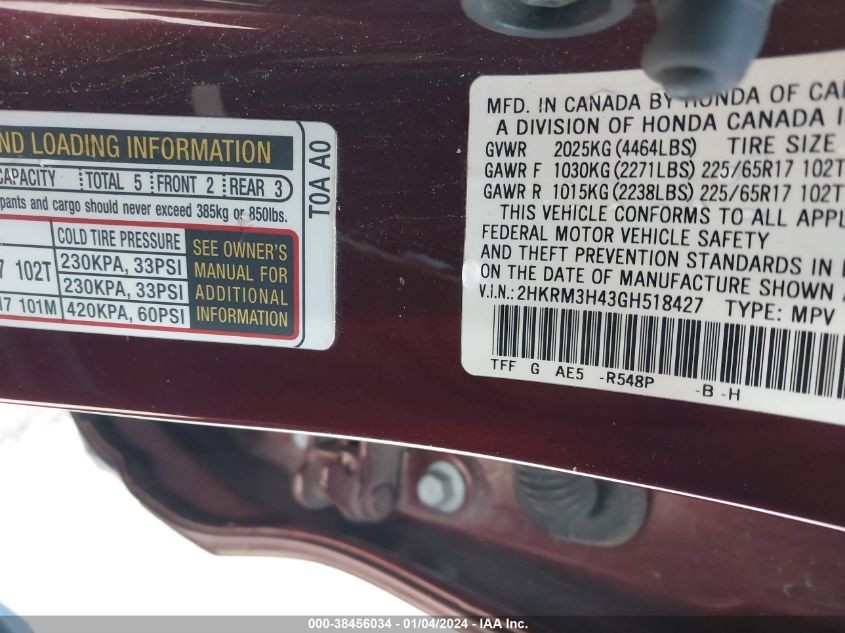 ND LOADING INFORMATION
CAPACITY TOTAL 5 FRONT 2 REAR 3
pants and cargo should never exceed 385kg or 850lbs.
COLD TIRE PRESSURE
7 102T 230KPA, 33PSI
230KPA, 33PSI
17 101M 420KPA, 60PSI
SEE OWNER'S
MANUAL FOR
ADDITIONAL
INFORMATION
T0A A0
MFD. IN CANADA BY HONDA OF CA
A DIVISION OF HONDA CANADA I
GVWR 2025KG (4464LBS) TIRE SIZE
GAWR F 1030KG (2271LBS) 225/65R17 102T
GAWR R 1015KG (2238LBS) 225/65R17 102T
THIS VEHICLE CONFORMS TO ALL APPL
FEDERAL MOTOR VEHICLE SAFETY
AND THEFT PREVENTION STANDARDS IN
ON THE DATE OF MANUFACTURE SHOWN A
V.I.N.: 2HKRM3H43GH518427 TYPE: MPV
TFF G AE5 -R548P -B -H
000-38456034 - 01/04/2024 - IAA Inc.